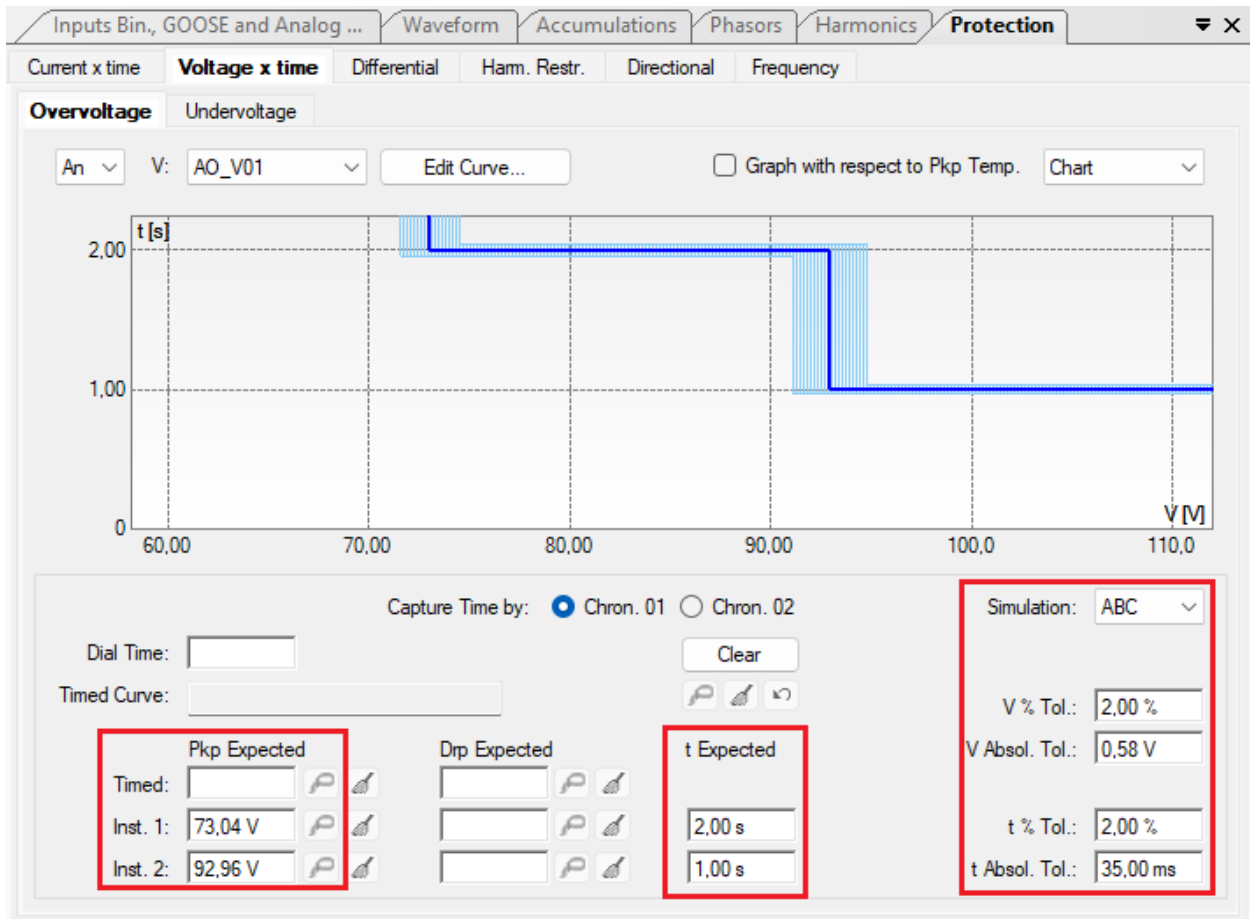 Inputs Bin., GOOSE and Analog ... Waveform Accumulations Phasors Harmonics Protection
Current x time Voltage x time Differential Harm. Restr. Directional Frequency
Overvoltage Undervoltage
An V: AO_V01 Edit Curve... Graph with respect to Pkp Temp. Chart
t [s]
2,00
1,00
0
V [V]
60,00 70,00 80,00 90,00 100,0 110,0
Capture Time by: Chron. 01 Chron. 02 Simulation: ABC
Dial Time: Clear
Timed Curve:
V % Tol.: 2,00 %
Pkp Expected Drp Expected t Expected V Absol. Tol.: 0,58 V
Timed:
Inst. 1: 73,04 V 2,00 s t % Tol.: 2,00 %
Inst. 2: 92,96 V 1,00 s t Absol. Tol.: 35,00 ms